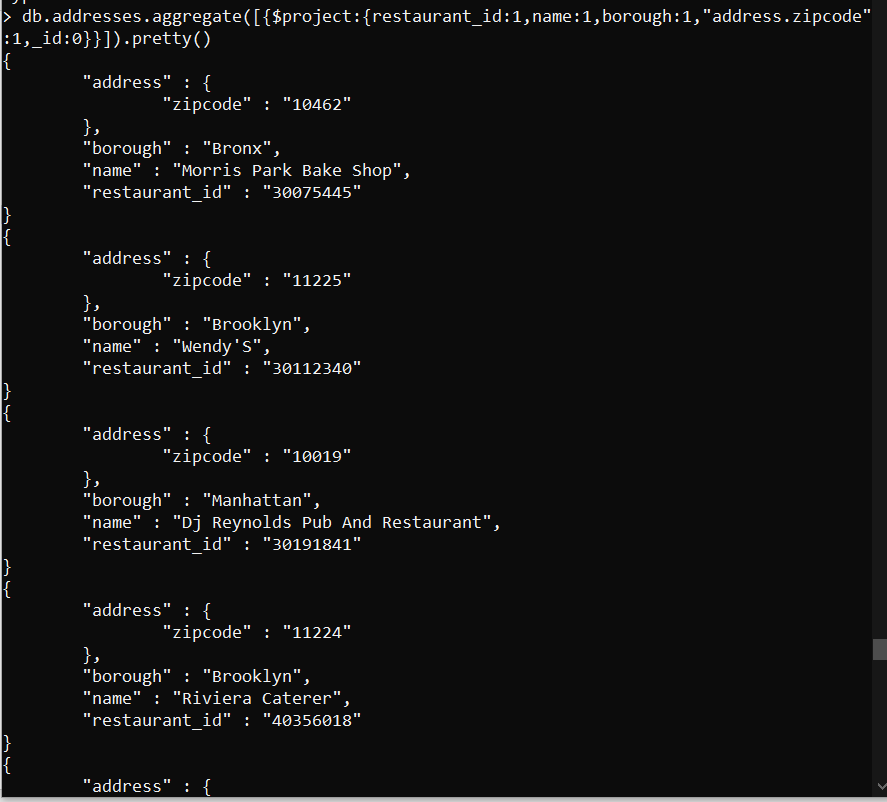 > db.addresses.aggregate([{$project:{restaurant_id:1,name:1,borough:1,"address.zipcode"
:1,_id:0}}]).pretty()
{
        "address" : {
                "zipcode" : "10462"
        },
        "borough" : "Bronx",
        "name" : "Morris Park Bake Shop",
        "restaurant_id" : "30075445"
}
{
        "address" : {
                "zipcode" : "11225"
        },
        "borough" : "Brooklyn",
        "name" : "Wendy'S",
        "restaurant_id" : "30112340"
}
{
        "address" : {
                "zipcode" : "10019"
        },
        "borough" : "Manhattan",
        "name" : "Dj Reynolds Pub And Restaurant",
        "restaurant_id" : "30191841"
}
{
        "address" : {
                "zipcode" : "11224"
        },
        "borough" : "Brooklyn",
        "name" : "Riviera Caterer",
        "restaurant_id" : "40356018"
}
{
        "address" : {